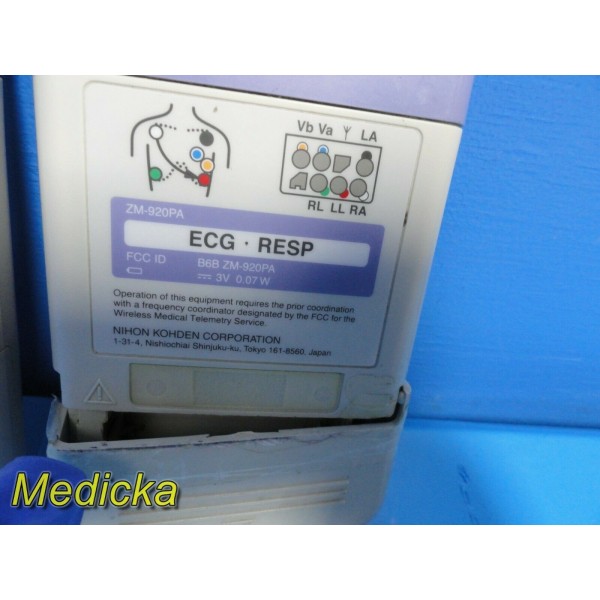 Vb Va LA
RL LL RA
ZM-920PA
ECG · RESP
FCC ID B6B ZM-920PA
3V 0.07W
Operation of this equipment requires the prior coordination
with a frequency coordinator designated by the FCC for the
Wireless Medical Telemetry Service.
NIHON KOHDEN CORPORATION
1-31-4, Nishiochiai Shinjuku-ku, Tokyo 161-8560, Japan
Medicka